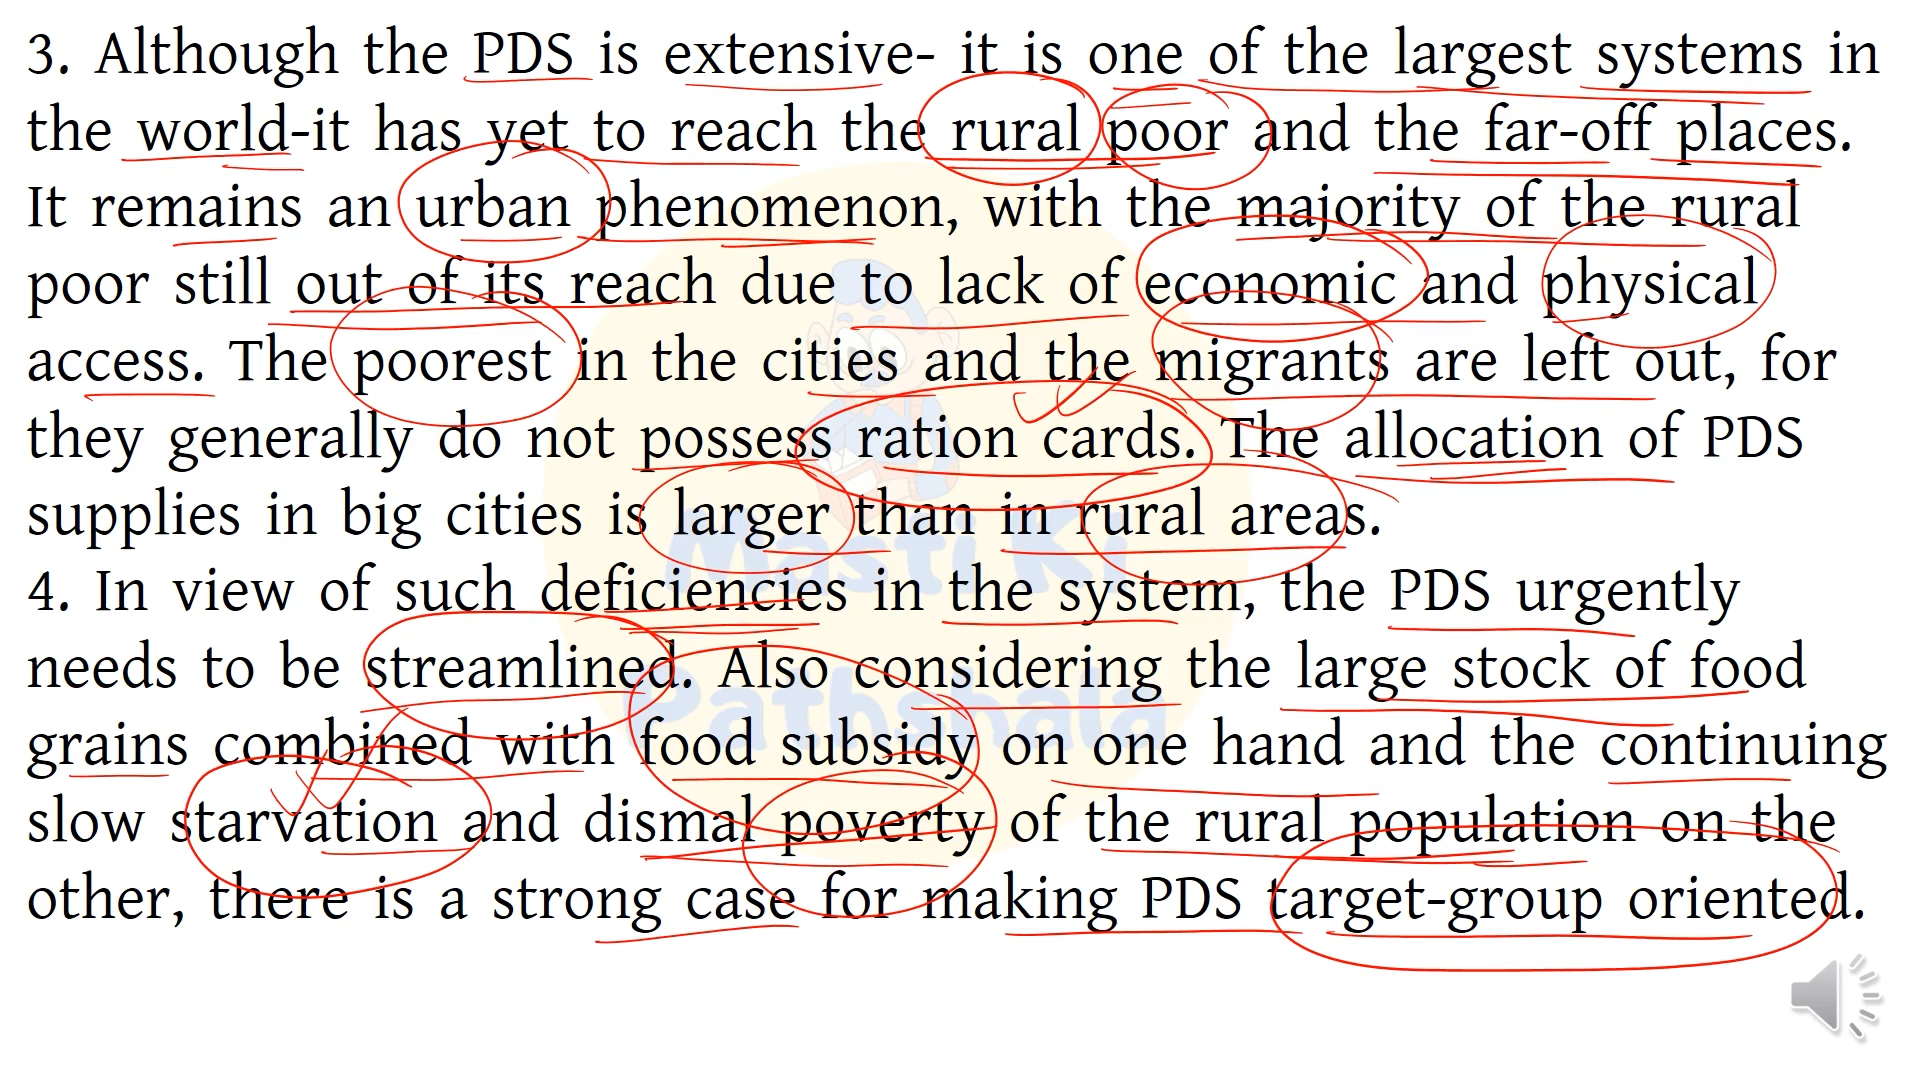 3. Although the PDS is extensive- it is one of the largest systems in
the world-it has yet to reach the rural poor and the far-off places.
It remains an urban phenomenon, with the majority of the rural
poor still out of its reach due to lack of economic and physical
access. The poorest in the cities and the migrants are left out, for
they generally do not possess ration cards. The allocation of PDS
supplies in big cities is larger than in rural areas.
4. In view of such deficiencies in the system, the PDS urgently
needs to be streamlined. Also considering the large stock of food
grains combined with food subsidy on one hand and the continuing
slow starvation and dismal poverty of the rural population on the
other, there is a strong case for making PDS target-group oriented.
Masti Ki
Pathshala